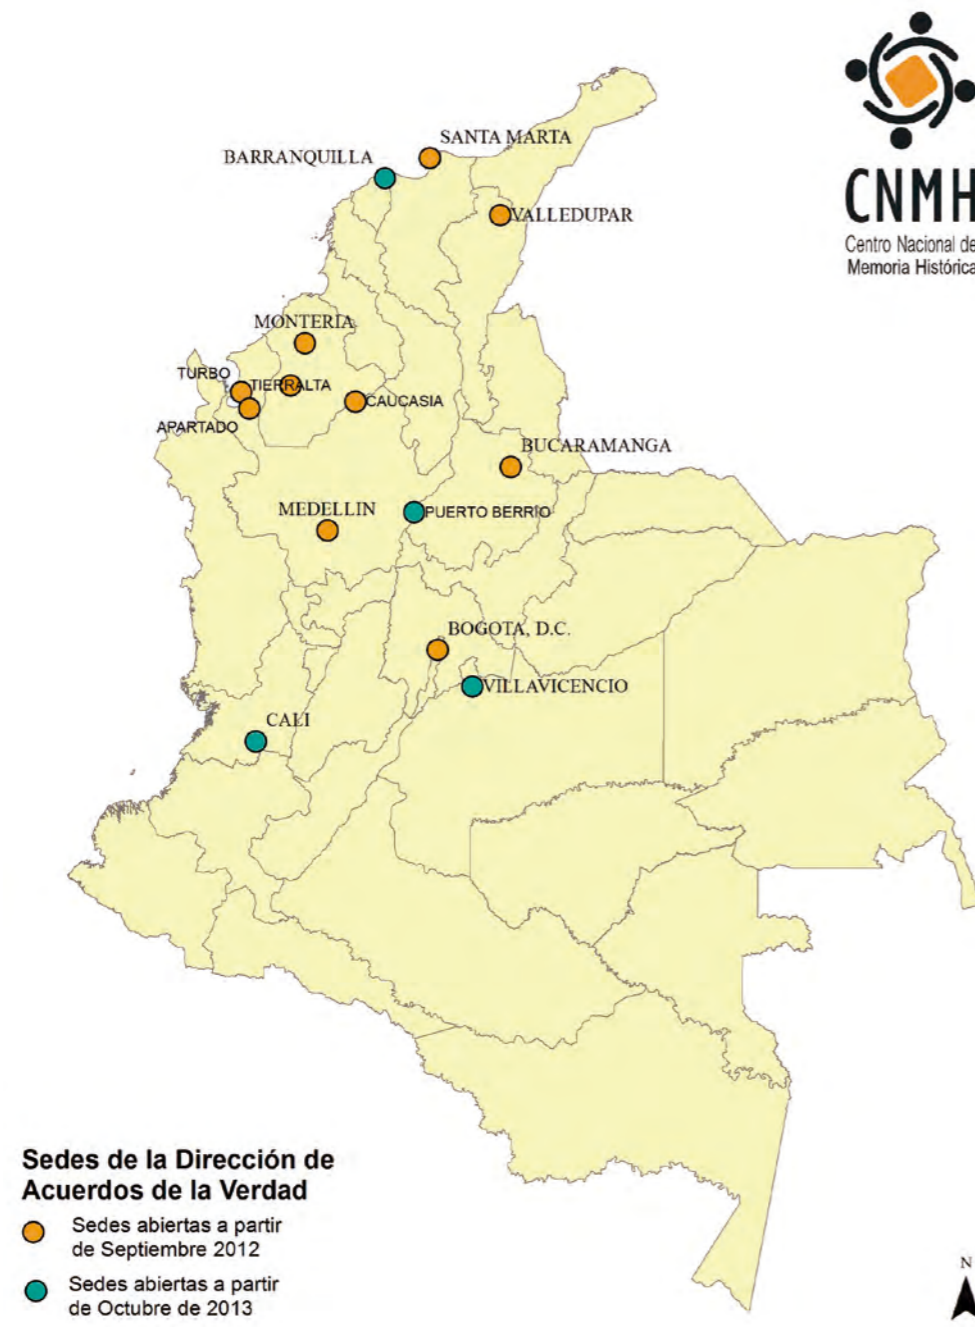 SANTA MARTA
BARRANQUILLA
VALLEDUPAR
CNMH
Centro Nacional de
Memoria Histórica
MONTERIA
TURBO
TIERRALTA
CAUCASIA
APARTADO
BUCARAMANGA
MEDELLIN
PUERTO BERRIO
BOGOTA, D.C.
VILLAVICENCIO
CALI
Sedes de la Dirección de
Acuerdos de la Verdad
Sedes abiertas a partir
de Septiembre 2012
Sedes abiertas a partir
de Octubre de 2013
N